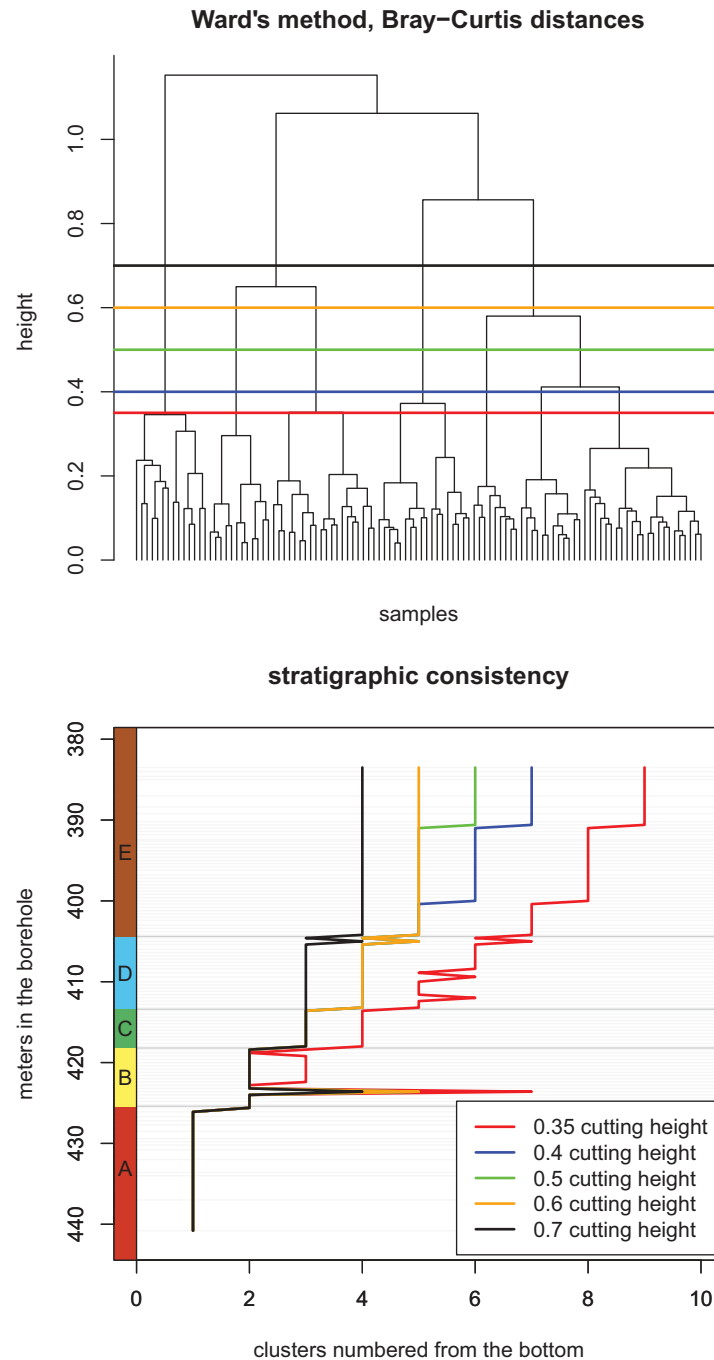 Ward's method, Bray−Curtis distances
height
0.0
0.2
0.4
0.6
0.8
1.0
samples
stratigraphic consistency
meters in the borehole
380
390
400
410
420
430
440
E
D
C
B
A
0.35 cutting height
0.4 cutting height
0.5 cutting height
0.6 cutting height
0.7 cutting height
0 2 4 6 8 10
clusters numbered from the bottom